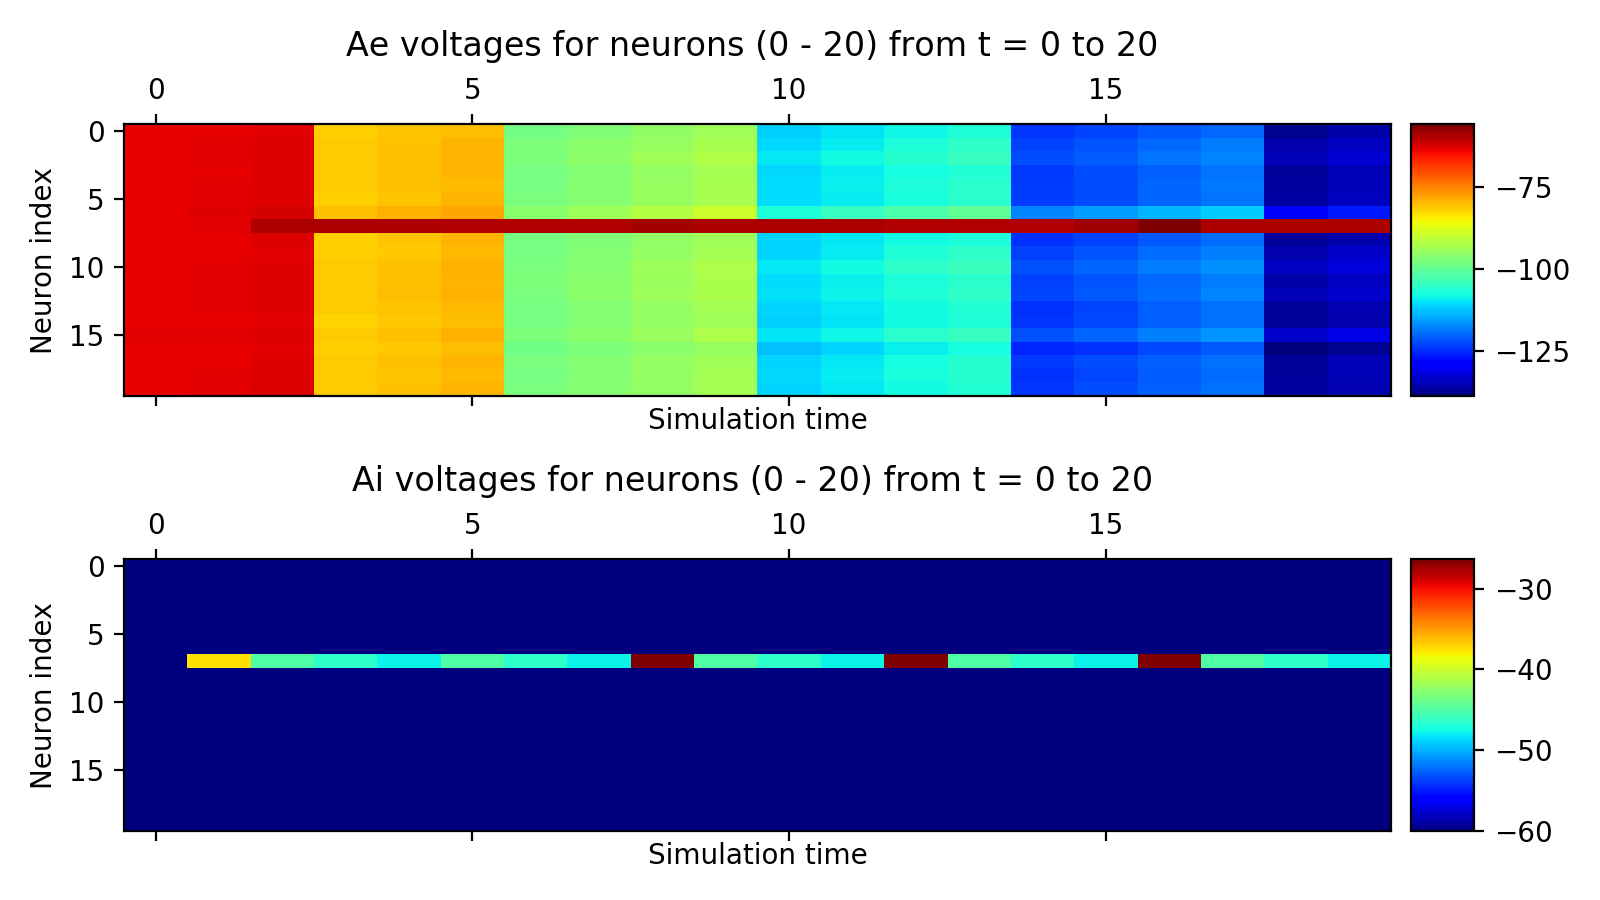 Ae voltages for neurons (0 - 20) from t = 0 to 20
0 5 10 15
Neuron index
0
5
10
15
−75
−100
−125
Simulation time
Ai voltages for neurons (0 - 20) from t = 0 to 20
0 5 10 15
Neuron index
0
5
10
15
−30
−40
−50
−60
Simulation time